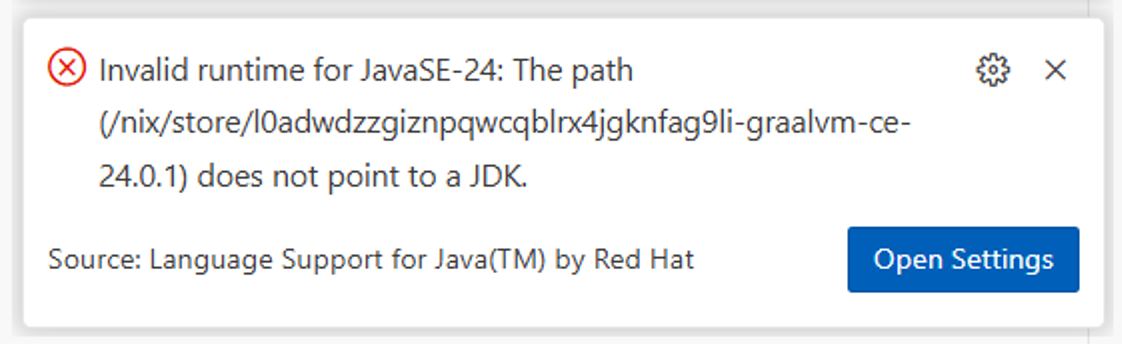 Invalid runtime for JavaSE-24: The path
(/nix/store/l0adwdzzgiznpqwcqblrx4jgknfag9li-graalvm-ce-
24.0.1) does not point to a JDK.
Source: Language Support for Java(TM) by Red Hat
Open Settings